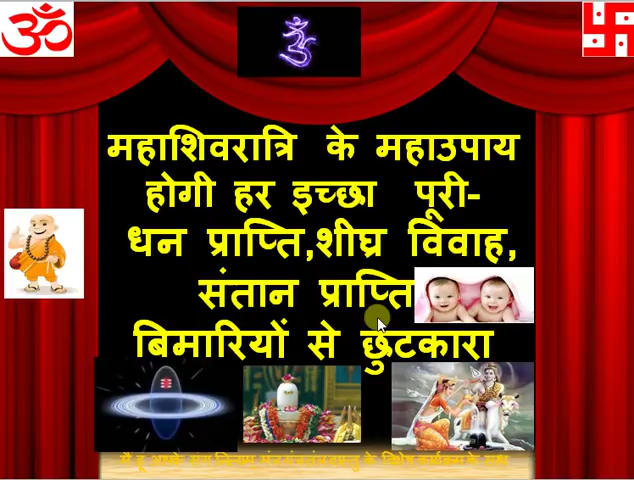 ॐ
महाशिवरात्रि के महाउपाय
होगी हर इच्छा पूरी-
धन प्राप्ति,शीघ्र विवाह,
संतान प्राप्ति
बिमारियों से छुटकारा